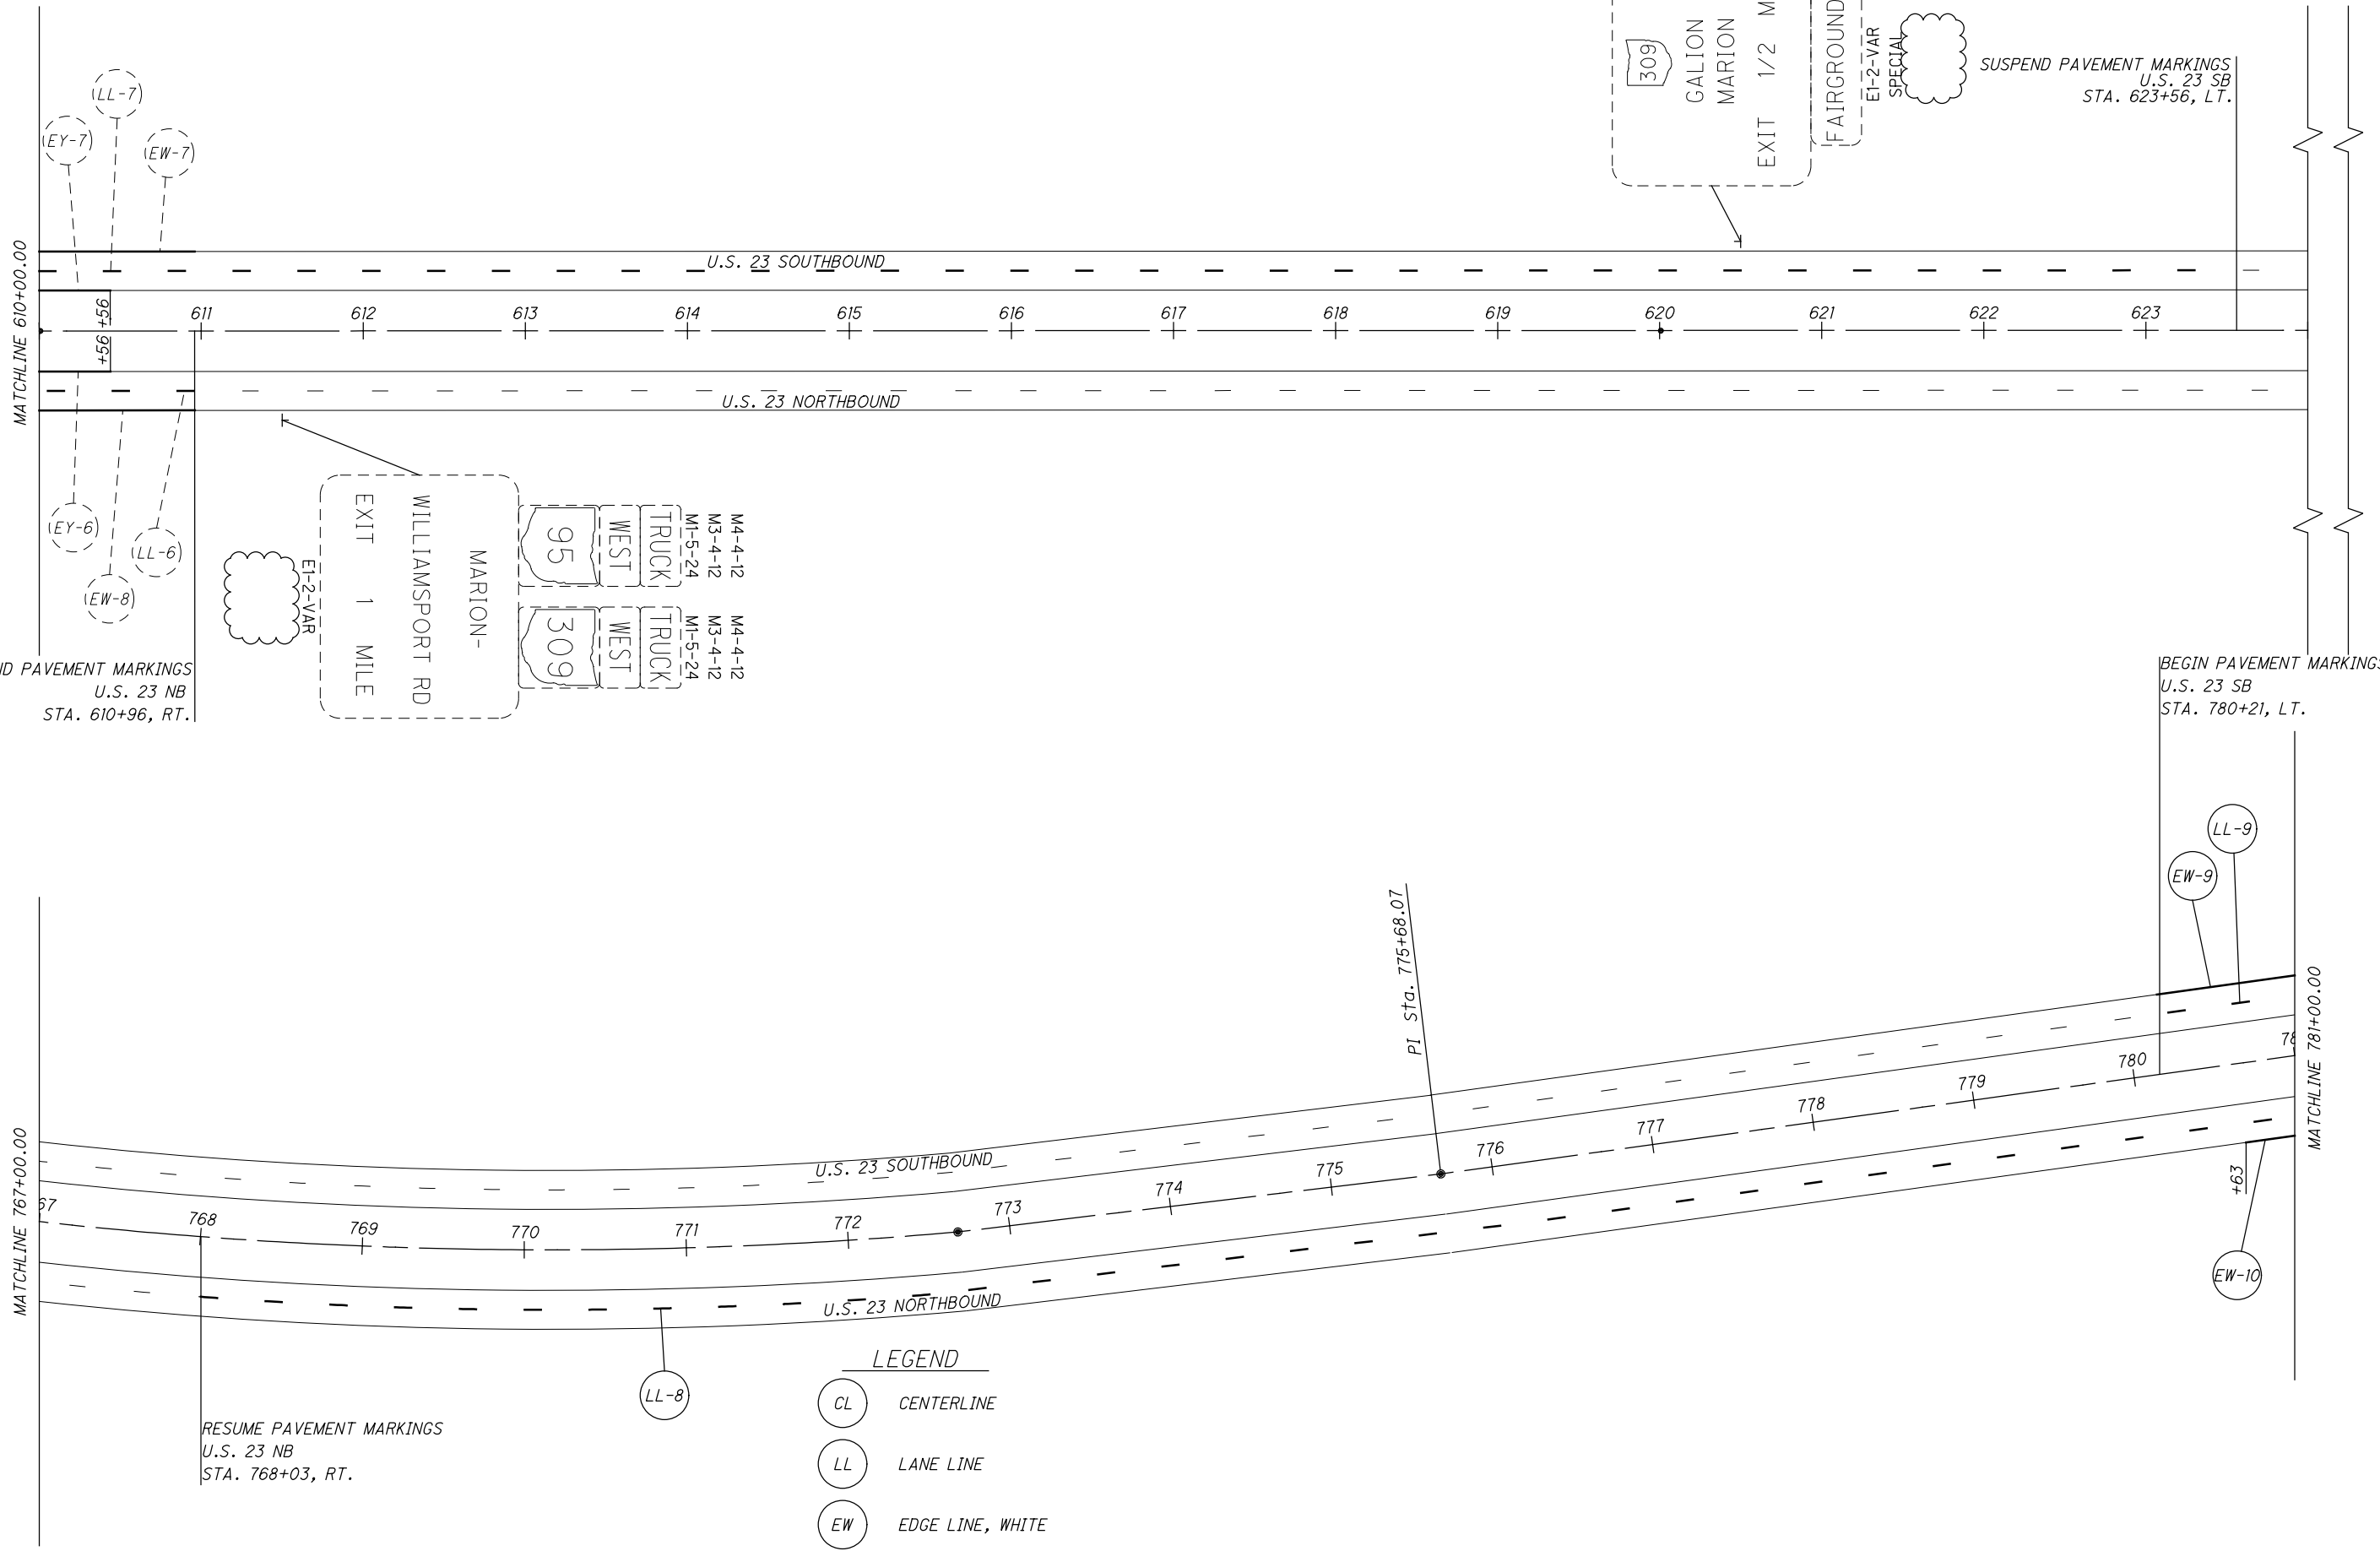 309
GALION
MARION
EXIT 1/2 M
FAIRGROUND
E1-2-VAR
SPECIAL
SUSPEND PAVEMENT MARKINGS
U.S. 23 SB
STA. 623+56, LT.
LL-7
EY-7
EW-7
MATCHLINE 610+00.00
U.S. 23 SOUTHBOUND
+56
+56
611
612
613
614
615
616
617
618
619
620
621
622
623
U.S. 23 NORTHBOUND
EY-6
LL-6
EW-8
ND PAVEMENT MARKINGS
U.S. 23 NB
STA. 610+96, RT.
E1-2-VAR
MARION-
WILLIAMSPORT RD
EXIT 1 MILE
95
WEST
TRUCK
M1-5-24
M3-4-12
M4-4-12
309
WEST
TRUCK
M1-5-24
M3-4-12
M4-4-12
BEGIN PAVEMENT MARKINGS
U.S. 23 SB
STA. 780+21, LT.
LL-9
EW-9
PI Sta. 775+68.07
MATCHLINE 781+00.00
MATCHLINE 767+00.00
U.S. 23 SOUTHBOUND
67
768
769
770
771
772
773
774
775
776
777
778
779
780
78
U.S. 23 NORTHBOUND
+63
EW-10
LL-8
RESUME PAVEMENT MARKINGS
U.S. 23 NB
STA. 768+03, RT.
LEGEND
CL CENTERLINE
LL LANE LINE
EW EDGE LINE, WHITE